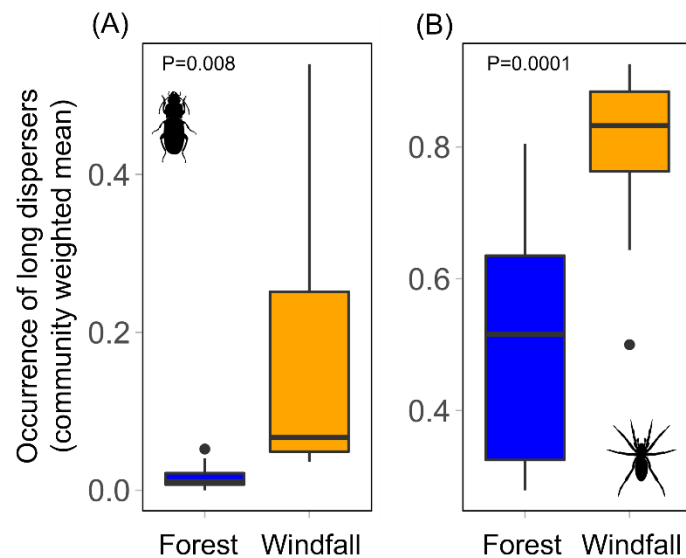 (A)
(B)
P=0.008
P=0.0001
Occurrence of long dispersers
(community weighted mean)
0.4
0.2
0.0
0.8
0.6
0.4
Forest Windfall
Forest Windfall